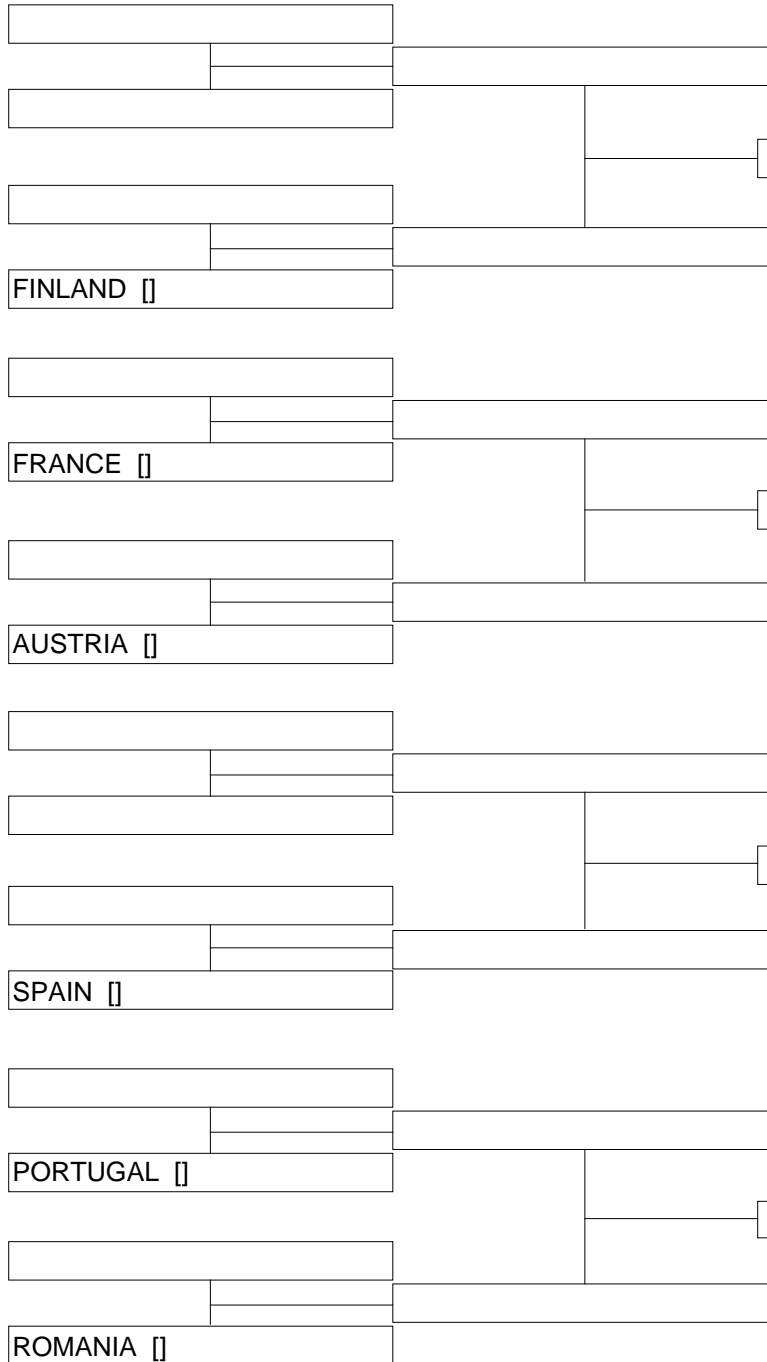 FINLAND []
FRANCE []
AUSTRIA []
SPAIN []
PORTUGAL []
ROMANIA []